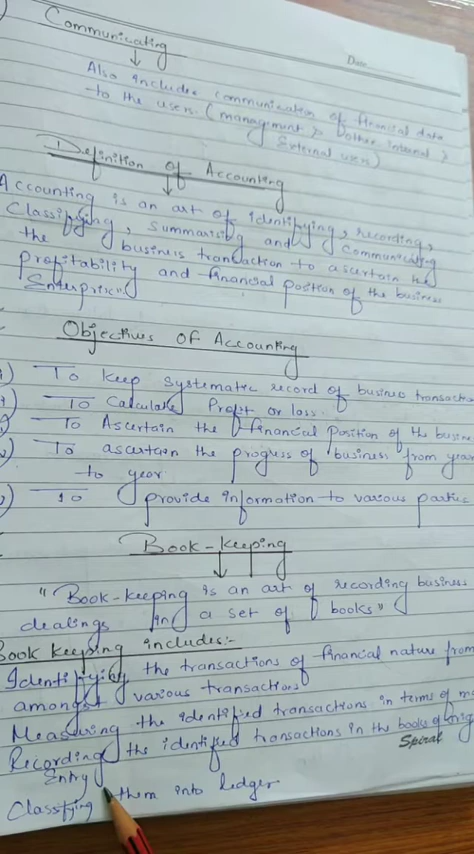 Communicating
Date
Also includes communication of financial data
to the users. (management & other internal &
External users)
Definition of Accounting
Accounting is an art of identifying, recording,
Classifying, summarising and communicating
the business transaction to ascertain the
profitability and financial position of the business
Enterprises"
Objectives OF Accounting
To keep systematic record of business transaction
To Calculate Profit or loss.
To Ascertain the financial position of the busine
To ascertain the progress of business from year
to year.
To provide information to various parties
Book-keeping
"Book-keeping is an art of recording business
dealings in a set of books"
Book keeping includes:-
Identifying the transactions of financial nature from
amongst various transactions
Measuring the identified transactions in terms of
Recording the identified transactions in the books of
Spiral
Entry
Classifying them into ledger